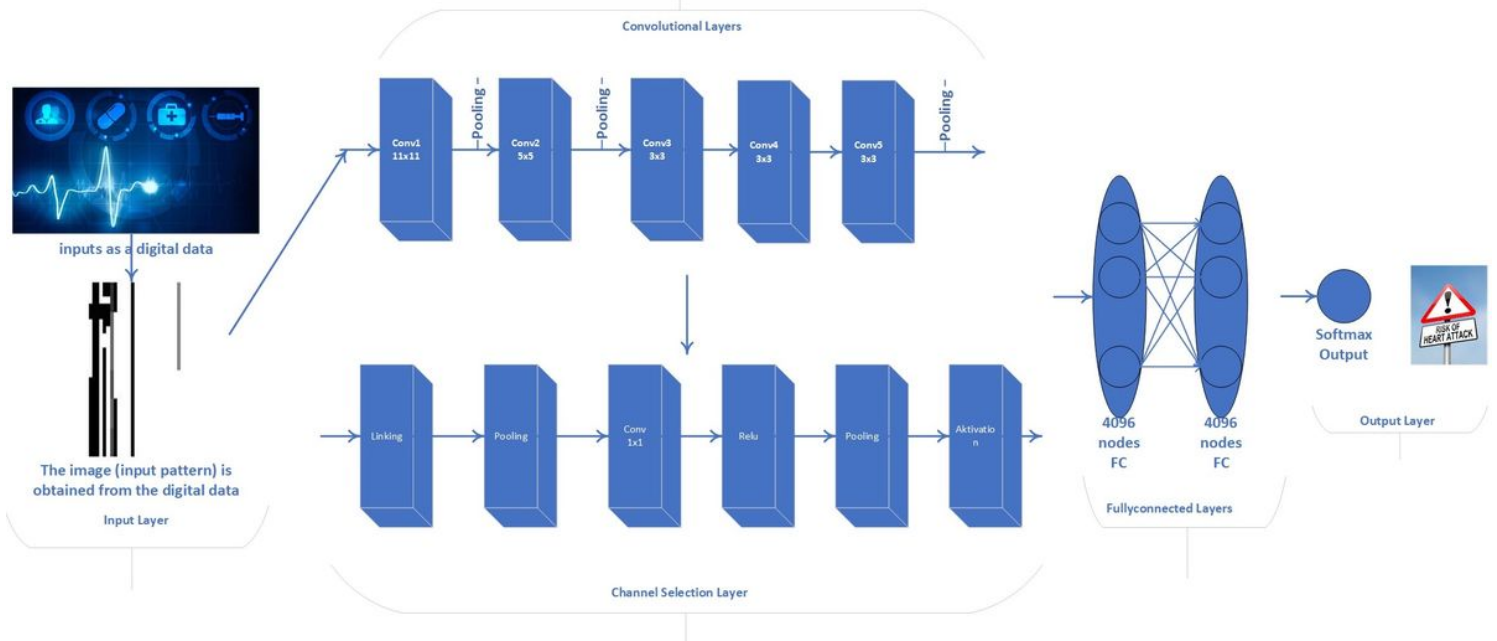 Convolutional Layers
Conv1
11x11
Pooling
Conv2
5x5
Pooling
Conv3
3x3
Conv4
3x3
Conv5
3x3
Pooling
inputs as a digital data
The image (input pattern) is
obtained from the digital data
Input Layer
Linking
Pooling
Conv
1x1
Relu
Pooling
Aktivatio
n
Channel Selection Layer
4096
nodes
FC
4096
nodes
FC
Fullyconnected Layers
Softmax
Output
RISK OF
HEART ATTACK
Output Layer